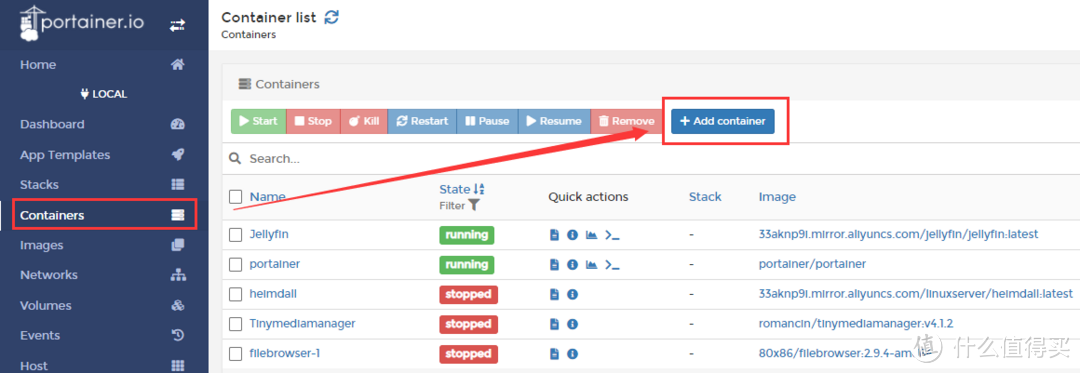 portainer.io
Home
LOCAL
Dashboard
App Templates
Stacks
Containers
Images
Networks
Volumes
Events
Host
Container list
Containers
Containers
Start Stop Kill Restart Pause Resume Remove + Add container
Search...
Name State Filter Quick actions Stack Image
Jellyfin running - 33aknp9i.mirror.aliyuncs.com/jellyfin/jellyfin:latest
portainer running - portainer/portainer
heimdall stopped - 33aknp9i.mirror.aliyuncs.com/linuxserver/heimdall:latest
Tinymediamanager stopped - romancin/tinymediamanager:v4.1.2
filebrowser-1 stopped - 80x86/filebrowser:2.9.4-am
值 什么值得买